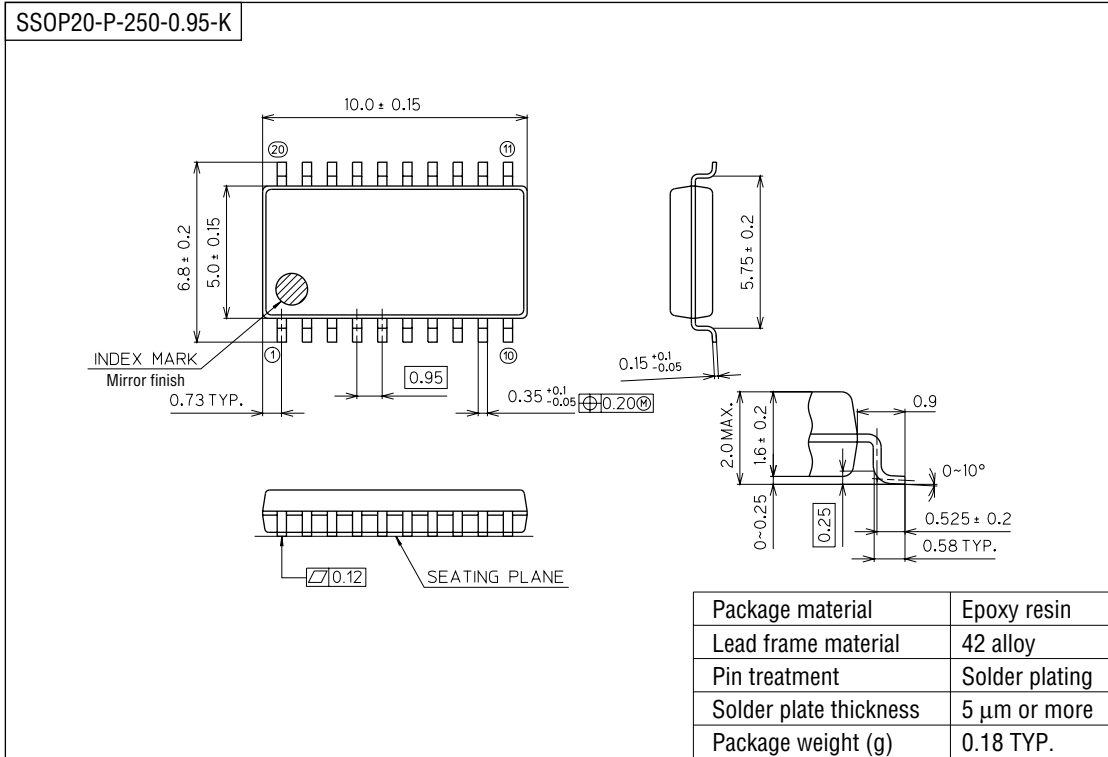 SSOP20-P-250-0.95-K
10.0 ± 0.15
20
11
6.8 ± 0.2
5.0 ± 0.15
5.75 ± 0.2
INDEX MARK
Mirror finish
1
10
0.73 TYP.
0.95
0.35 +0.1 -0.05
⌖ 0.20Ⓜ
0.15 +0.1 -0.05
2.0 MAX.
1.6 ± 0.2
0.9
0~10°
0~0.25
0.25
0.525 ± 0.2
0.58 TYP.
⏥ 0.12
SEATING PLANE
Package material Epoxy resin
Lead frame material 42 alloy
Pin treatment Solder plating
Solder plate thickness 5 µm or more
Package weight (g) 0.18 TYP.